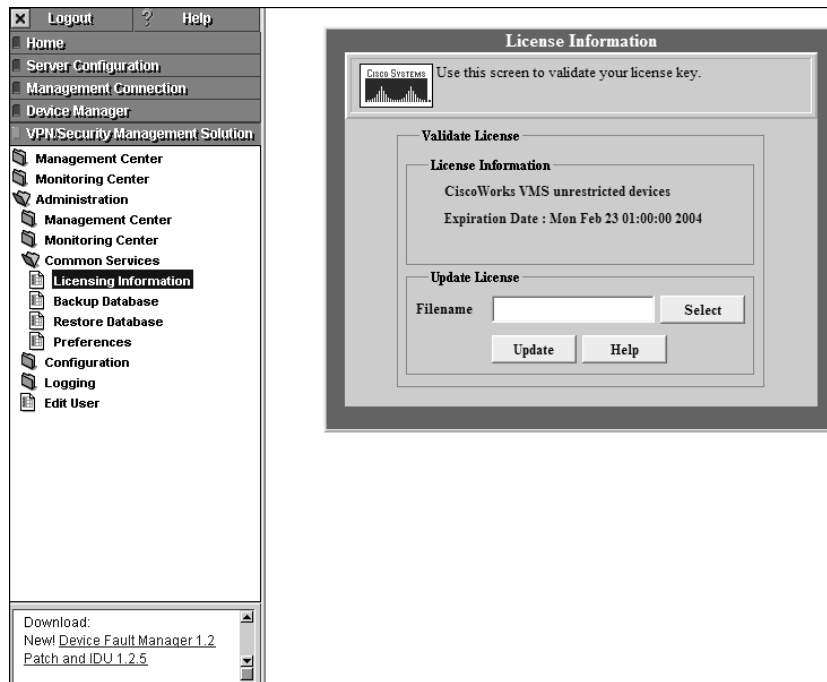 Logout ? Help
Home
Server Configuration
Management Connection
Device Manager
VPN/Security Management Solution
Management Center
Monitoring Center
Administration
Management Center
Monitoring Center
Common Services
Licensing Information
Backup Database
Restore Database
Preferences
Configuration
Logging
Edit User
Download:
New! Device Fault Manager 1.2
Patch and IDU 1.2.5
License Information
CISCO SYSTEMS
Use this screen to validate your license key.
Validate License
License Information
CiscoWorks VMS unrestricted devices
Expiration Date : Mon Feb 23 01:00:00 2004
Update License
Filename Select
Update Help